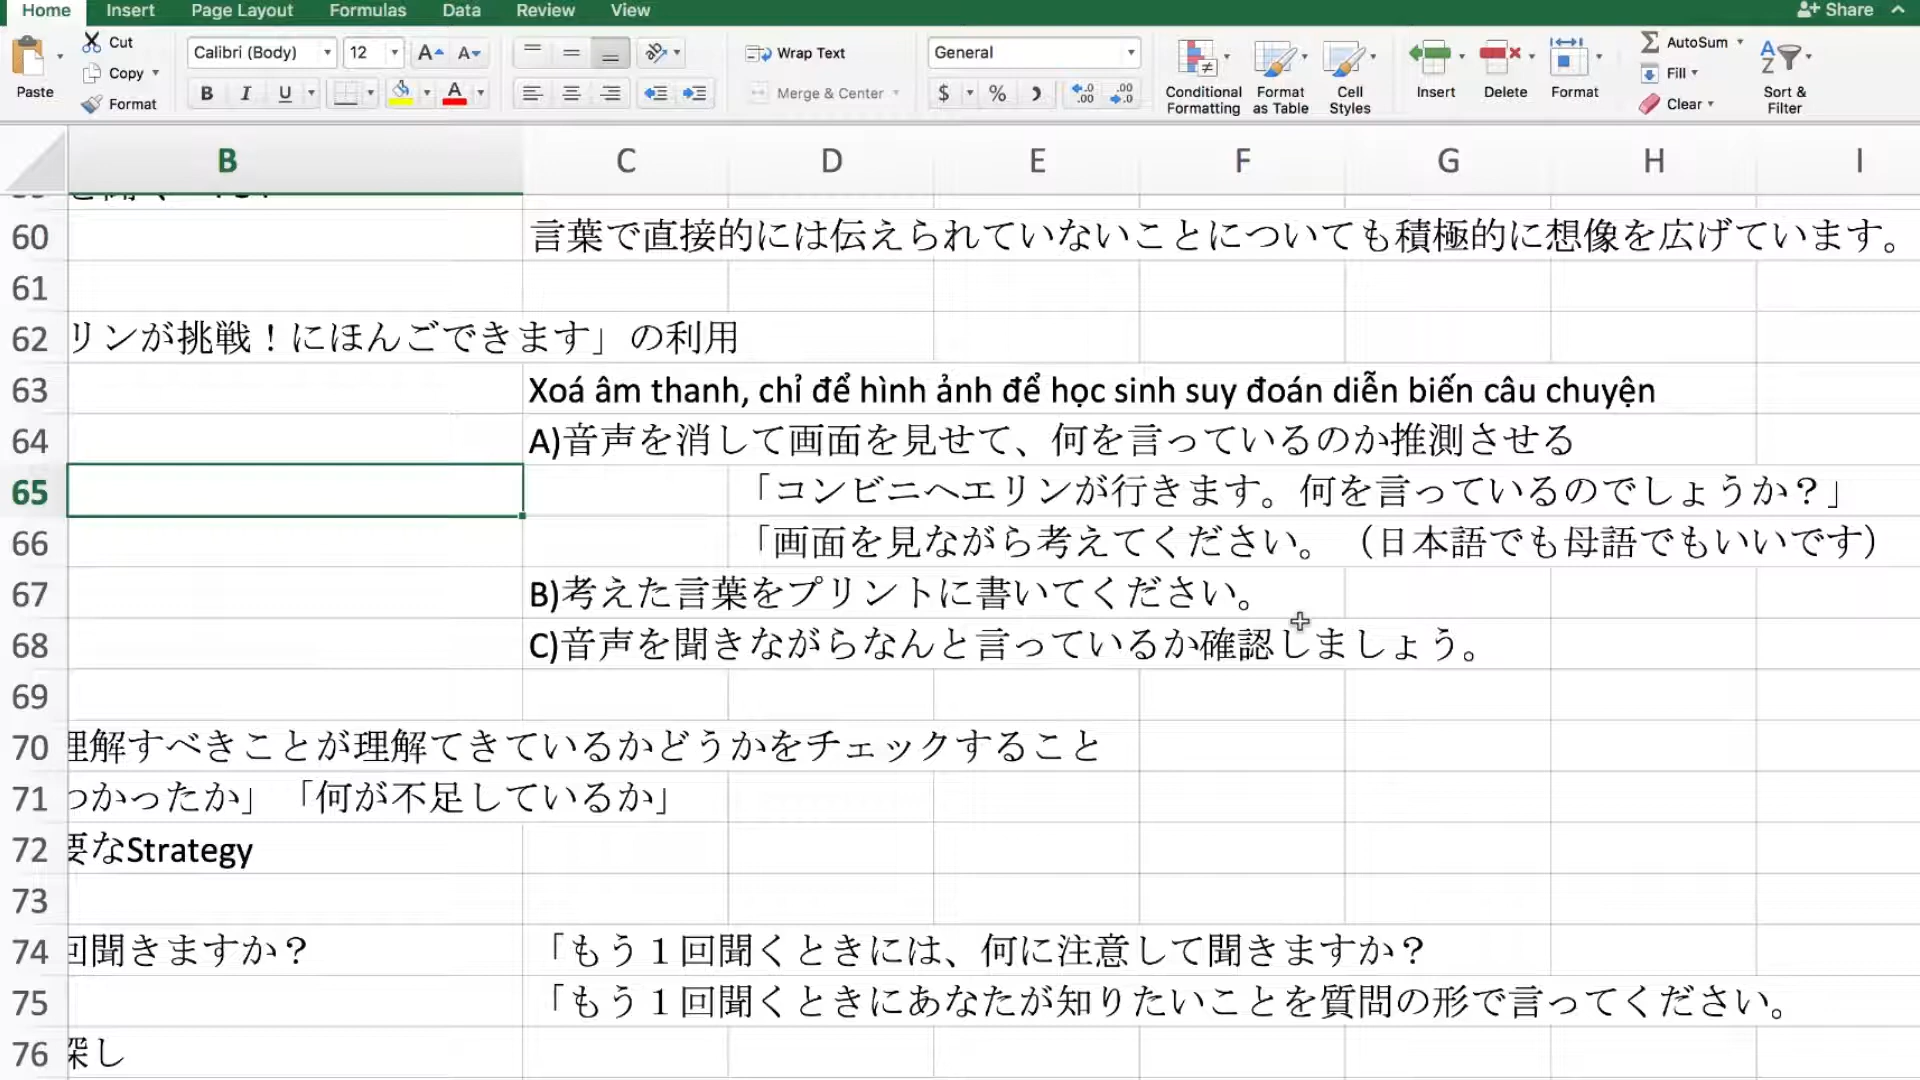 Home Insert Page Layout Formulas Data Review View Share
Paste Cut Copy Format
Calibri (Body) 12
B I U
Wrap Text
Merge & Center
General
$ %
Conditional Formatting
Format as Table
Cell Styles
Insert Delete Format
AutoSum
Fill
Clear
Sort & Filter
B C D E F G H I
60 言葉で直接的には伝えられていないことについても積極的に想像を広げています。
61
62 リンが挑戦！にほんごできます」の利用
63 Xoá âm thanh, chỉ để hình ảnh để học sinh suy đoán diễn biến câu chuyện
64 A)音声を消して画面を見せて、何を言っているのか推測させる
65 「コンビニへエリンが行きます。何を言っているのでしょうか？」
66 「画面を見ながら考えてください。（日本語でも母語でもいいです）
67 B)考えた言葉をプリントに書いてください。
68 C)音声を聞きながらなんと言っているか確認しましょう。
69
70 理解すべきことが理解てきているかどうかをチェックすること
71 つかったか」「何が不足しているか」
72 要なStrategy
73
74 回聞きますか？ 「もう１回聞くときには、何に注意して聞きますか？
75 「もう１回聞くときにあなたが知りたいことを質問の形で言ってください。
76 探し